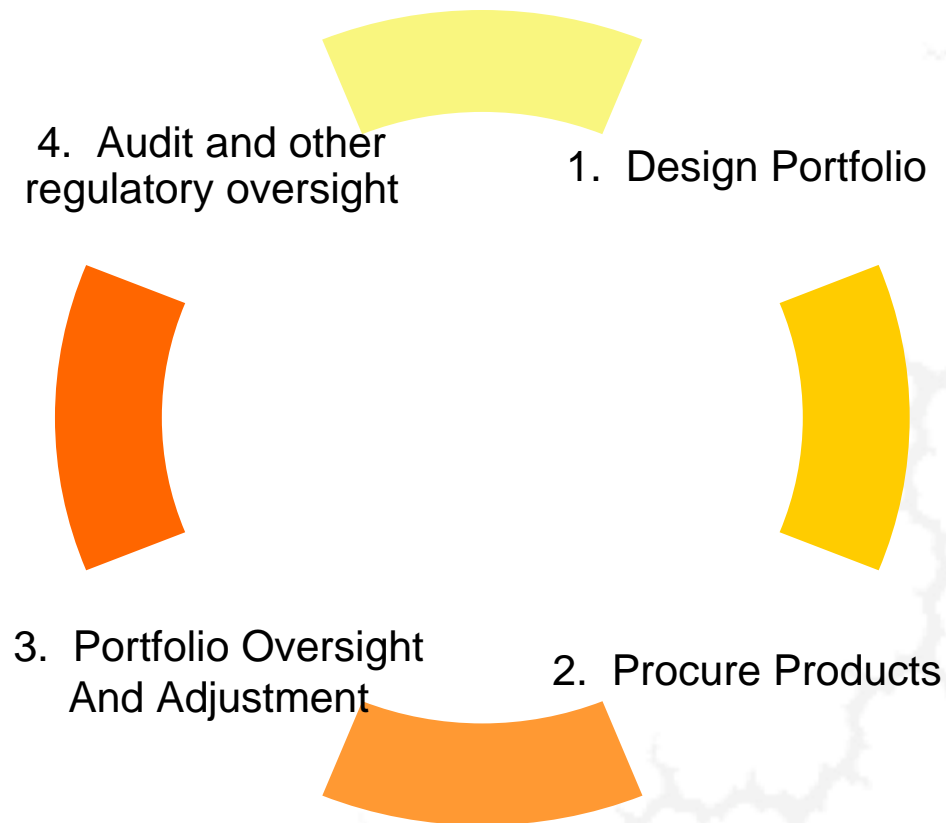 4. Audit and other
regulatory oversight
1. Design Portfolio
3. Portfolio Oversight
And Adjustment
2. Procure Products